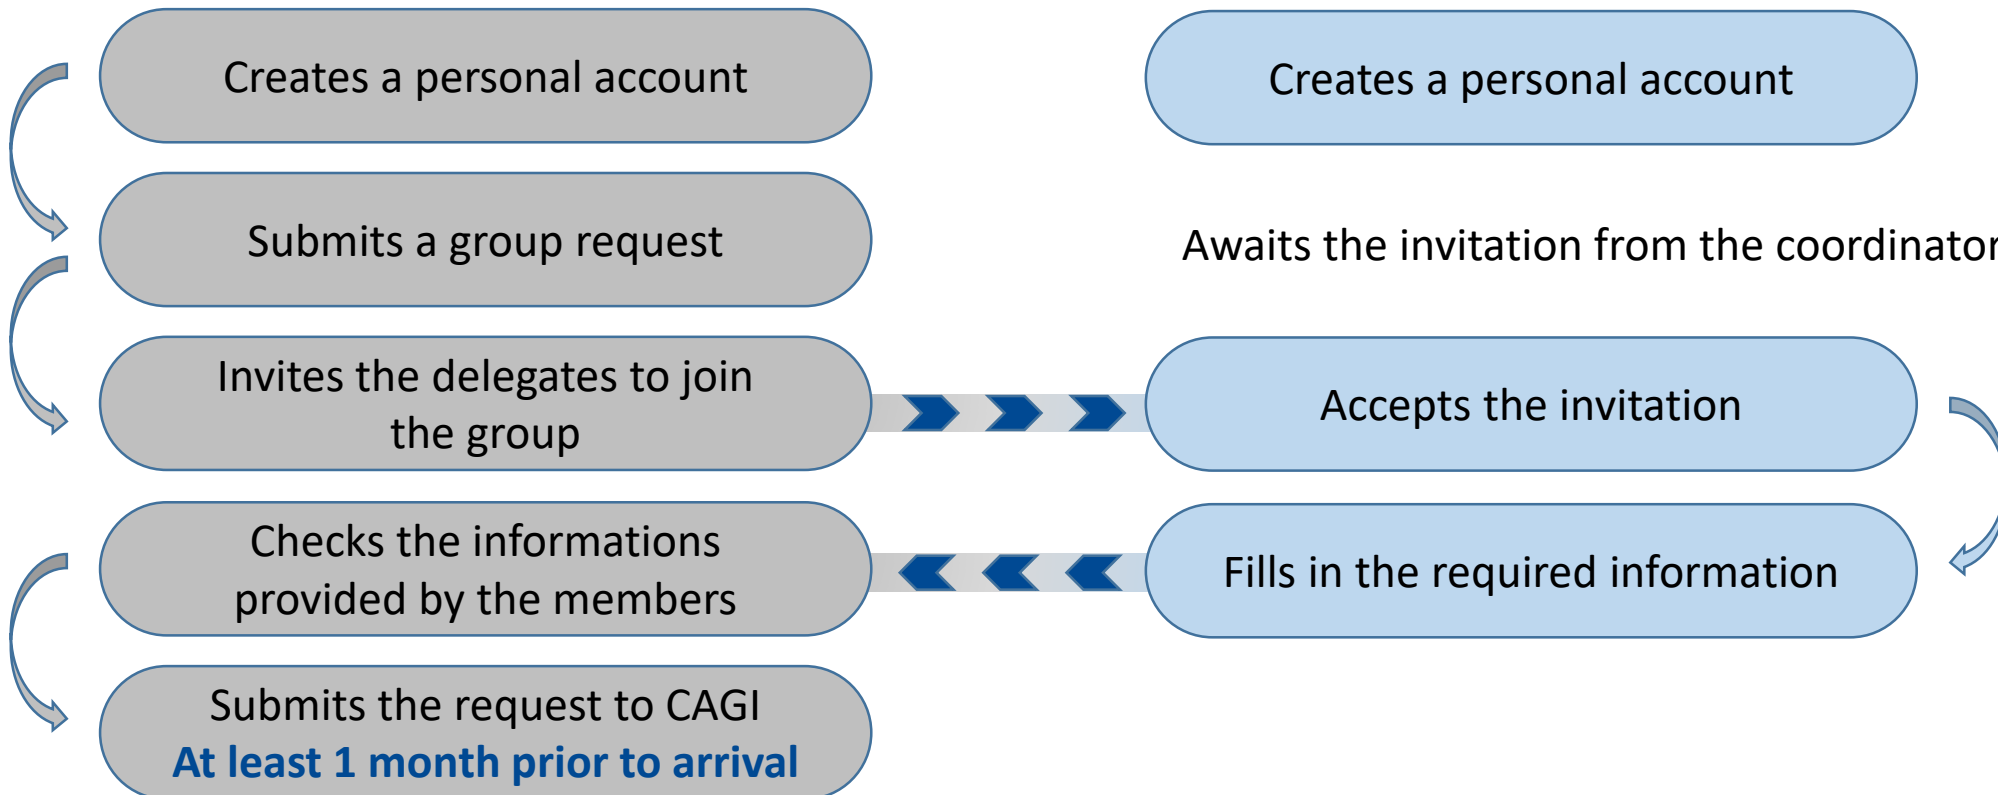 Creates a personal account
Creates a personal account
Submits a group request
Awaits the invitation from the coordinator
Invites the delegates to join
the group
Accepts the invitation
Checks the informations
provided by the members
Fills in the required information
Submits the request to CAGI
At least 1 month prior to arrival